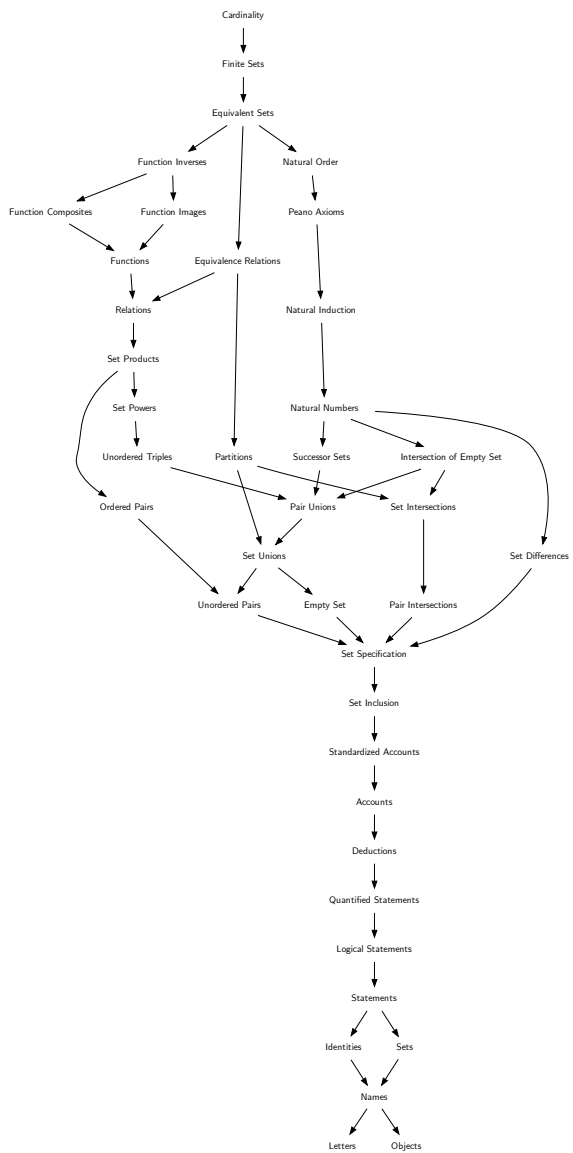 Cardinality
Finite Sets
Equivalent Sets
Function Inverses
Natural Order
Function Composites
Function Images
Peano Axioms
Functions
Equivalence Relations
Relations
Natural Induction
Set Products
Set Powers
Natural Numbers
Unordered Triples
Partitions
Successor Sets
Intersection of Empty Set
Ordered Pairs
Pair Unions
Set Intersections
Set Unions
Set Differences
Unordered Pairs
Empty Set
Pair Intersections
Set Specification
Set Inclusion
Standardized Accounts
Accounts
Deductions
Quantified Statements
Logical Statements
Statements
Identities
Sets
Names
Letters
Objects